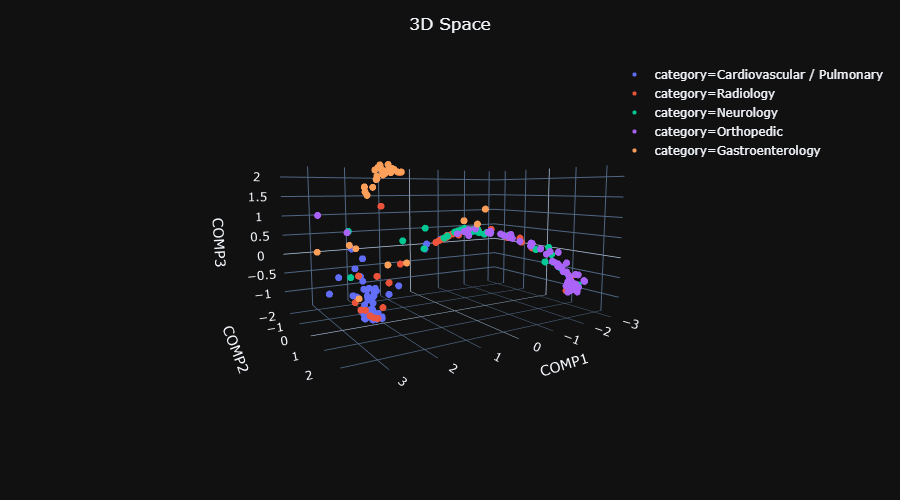 3D Space
category=Cardiovascular / Pulmonary
category=Radiology
category=Neurology
category=Orthopedic
category=Gastroenterology
2
1.5
1
0.5
0
−0.5
−1
COMP3
−2
−1
0
1
2
COMP2
3
2
1
0
−1
−2
−3
COMP1